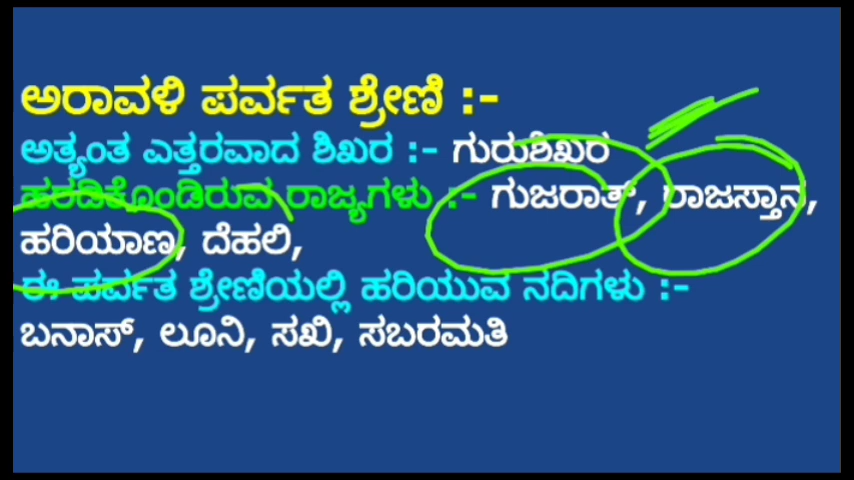 ಅರಾವಳಿ ಪರ್ವತ ಶ್ರೇಣಿ :-
ಅತ್ಯಂತ ಎತ್ತರವಾದ ಶಿಖರ :- ಗುರುಶಿಖರ
ಹರಡಿಕೊಂಡಿರುವ ರಾಜ್ಯಗಳು :- ಗುಜರಾತ್, ರಾಜಸ್ತಾನ,
ಹರಿಯಾಣ, ದೆಹಲಿ,
ಈ ಪರ್ವತ ಶ್ರೇಣಿಯಲ್ಲಿ ಹರಿಯುವ ನದಿಗಳು :-
ಬನಾಸ್, ಲೂನಿ, ಸಖಿ, ಸಬರಮತಿ